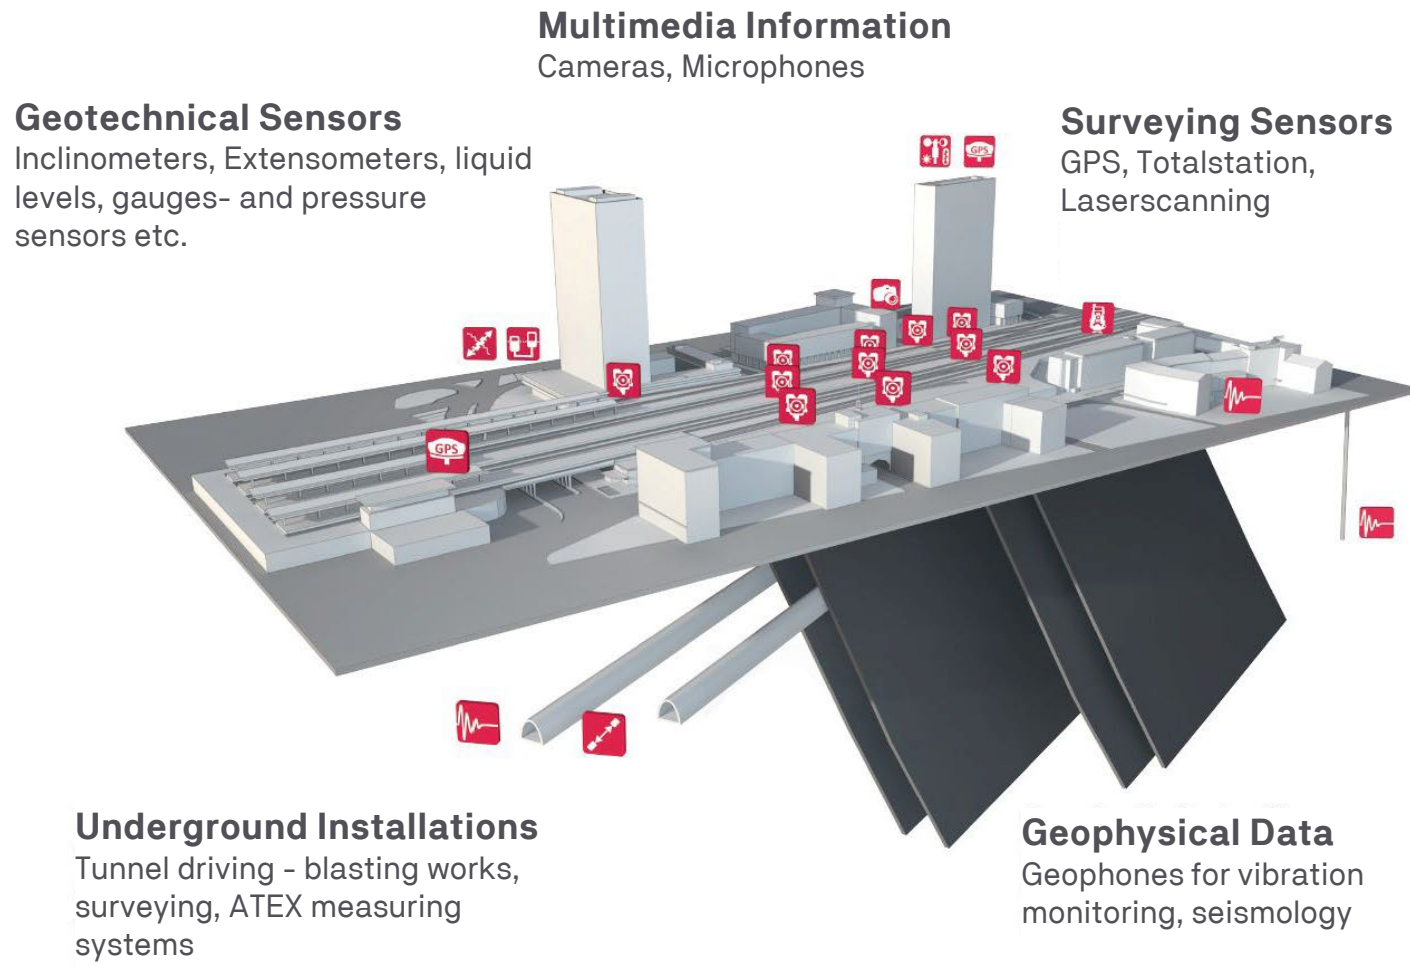 Multimedia Information
Cameras, Microphones
Geotechnical Sensors
Inclinometers, Extensometers, liquid
levels, gauges- and pressure
sensors etc.
Surveying Sensors
GPS, Totalstation,
Laserscanning
GPS
GPS
Underground Installations
Tunnel driving - blasting works,
surveying, ATEX measuring
systems
Geophysical Data
Geophones for vibration
monitoring, seismology